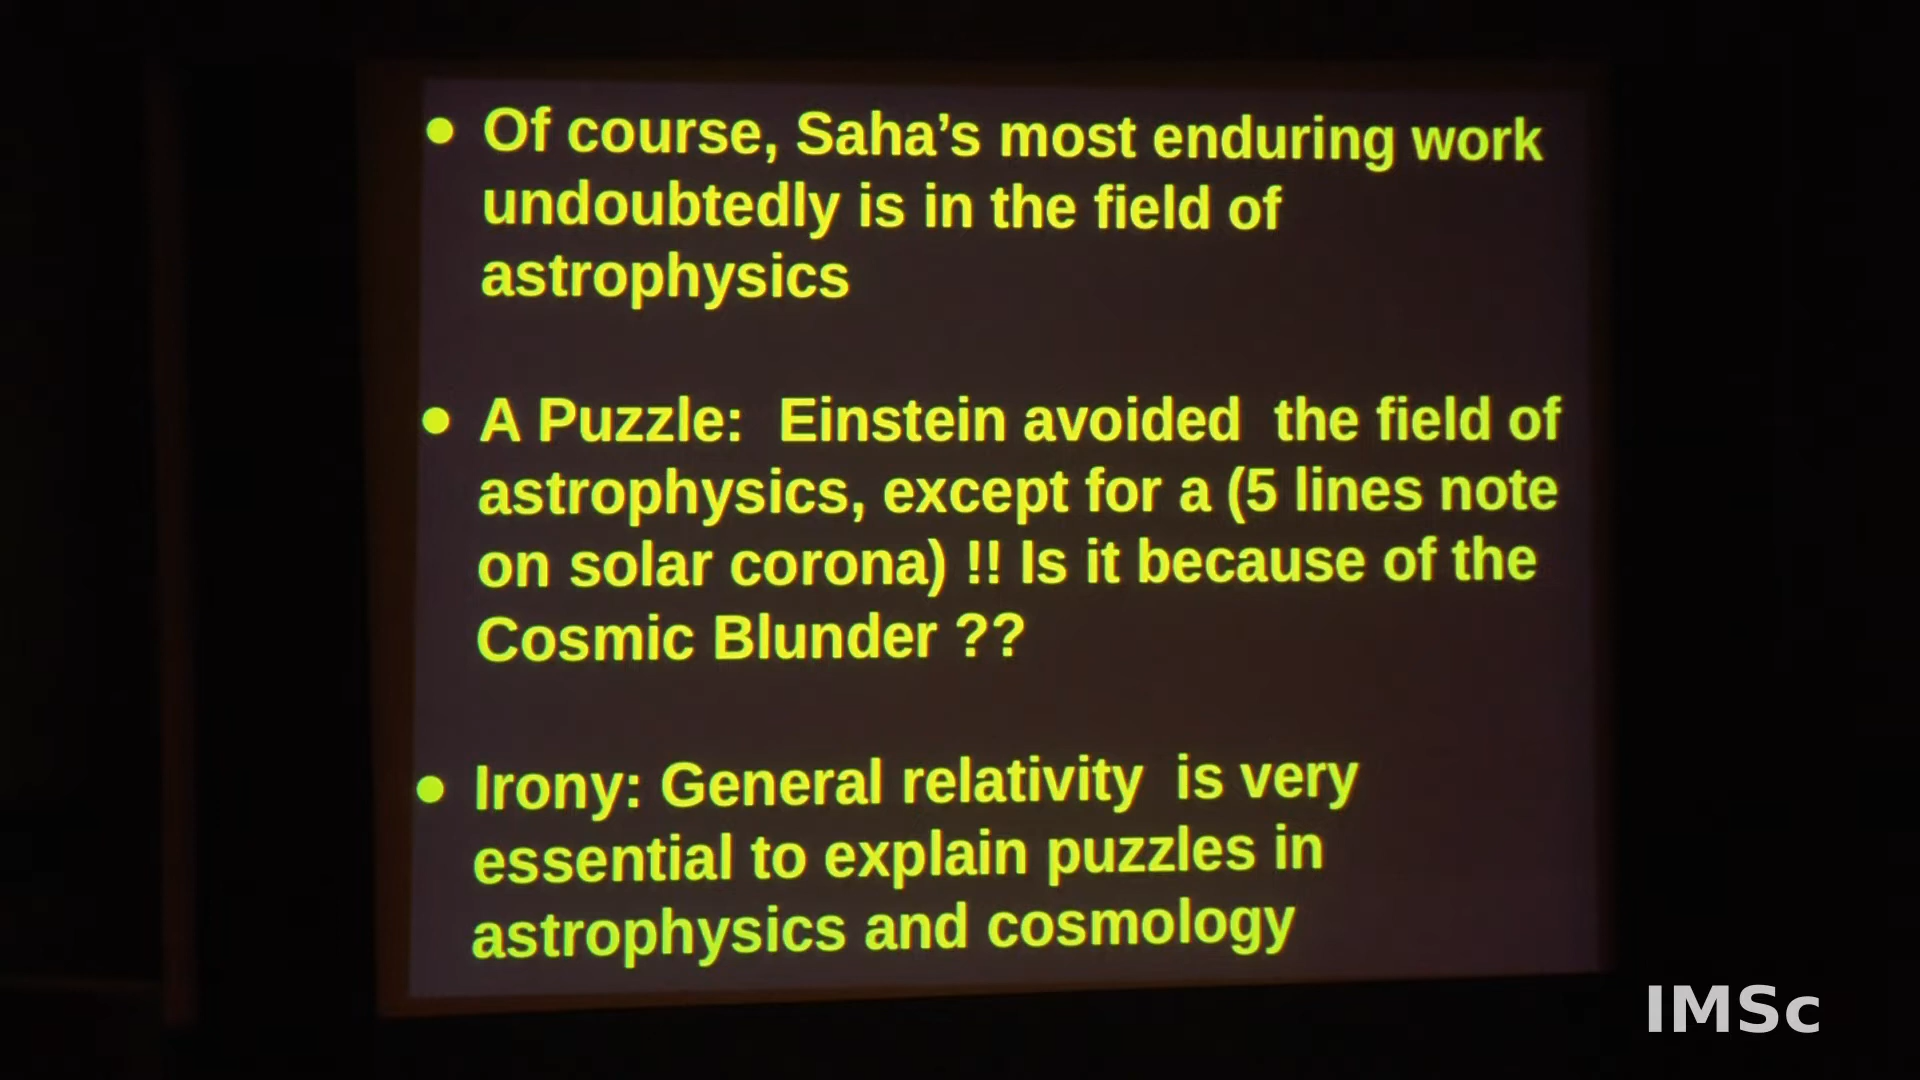 • Of course, Saha’s most enduring work
undoubtedly is in the field of
astrophysics
• A Puzzle:  Einstein avoided  the field of
astrophysics, except for a (5 lines note
on solar corona) !! Is it because of the
Cosmic Blunder ??
• Irony: General relativity  is very
essential to explain puzzles in
astrophysics and cosmology
IMSc